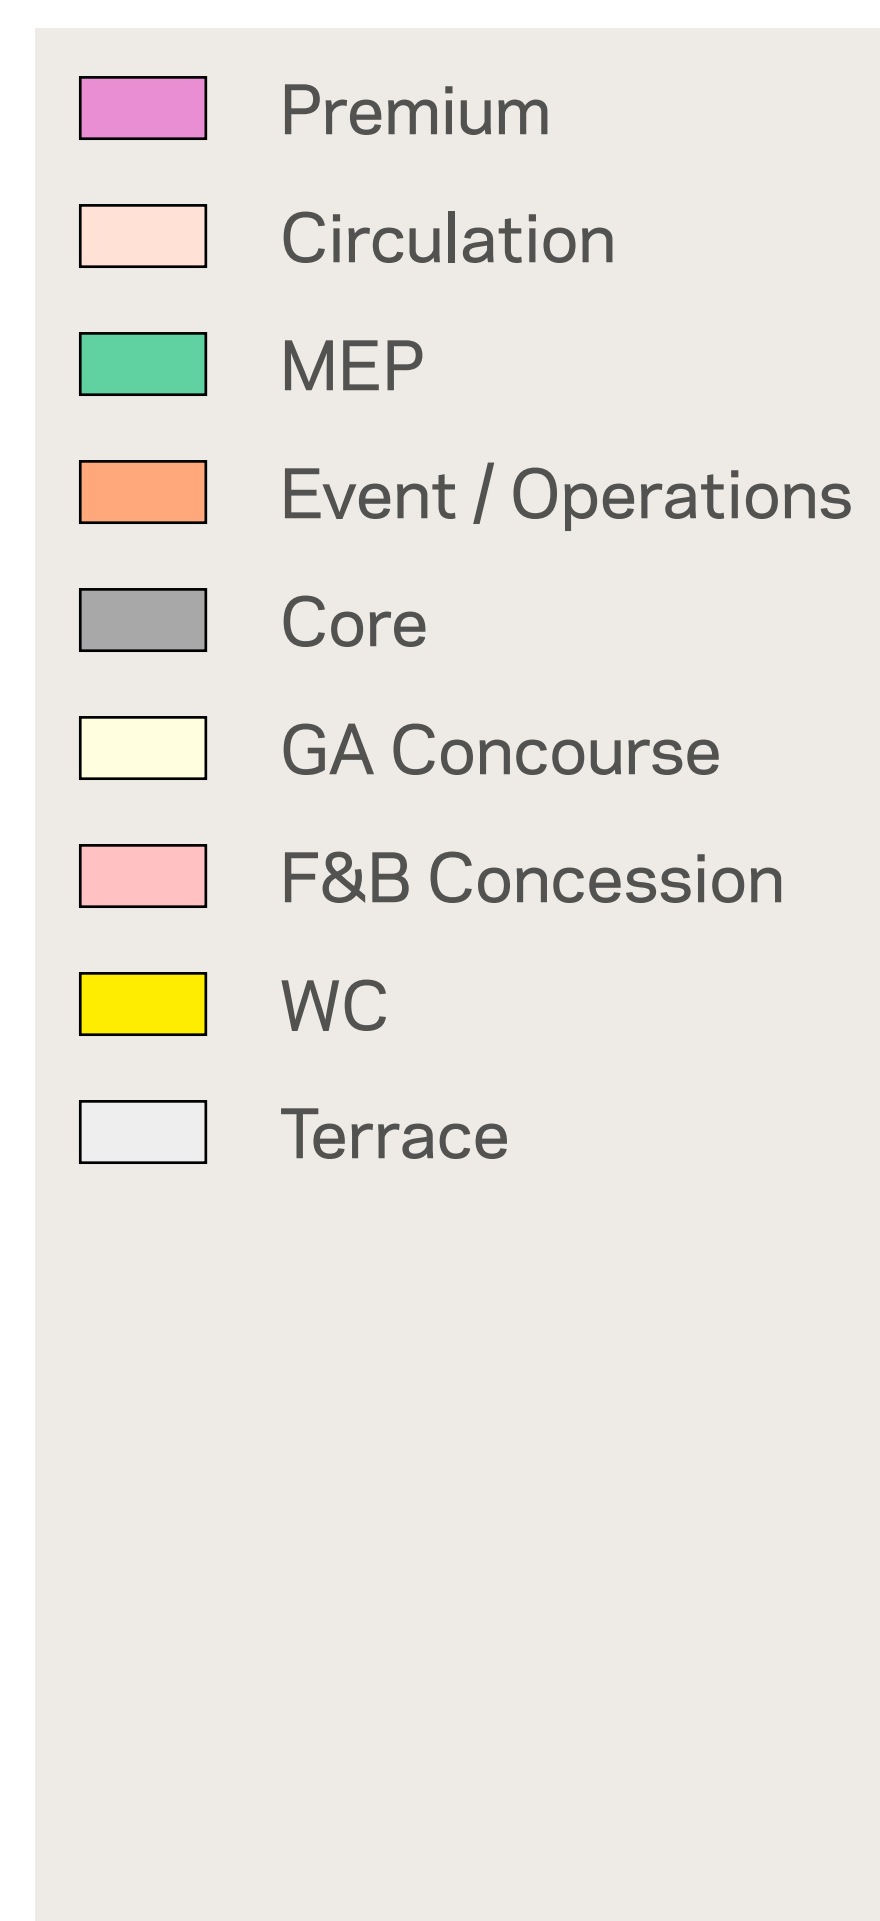 Premium
Circulation
MEP
Event / Operations
Core
GA Concourse
F&B Concession
WC
Terrace